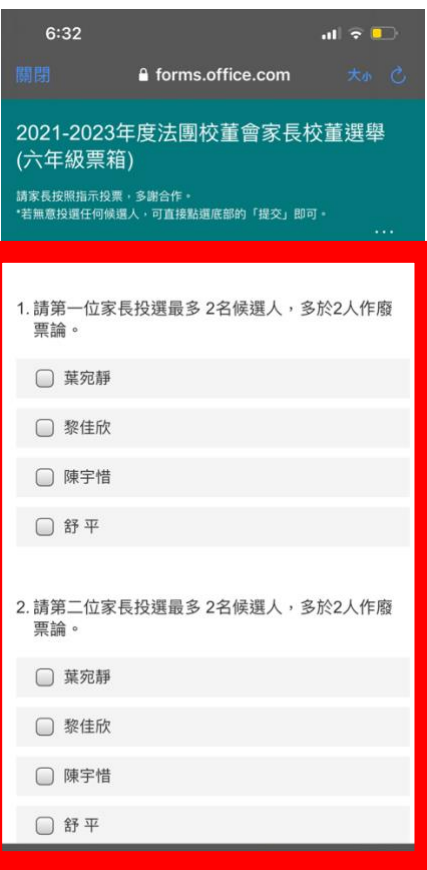 6:32
關閉 forms.office.com 大小
2021-2023年度法團校董會家長校董選舉
(六年級票箱)
請家長按照指示投票，多謝合作。
*若無意投選任何候選人，可直接點選底部的「提交」即可。
...
1. 請第一位家長投選最多 2名候選人，多於2人作廢
票論。
葉宛靜
黎佳欣
陳宇惜
舒 平
2. 請第二位家長投選最多 2名候選人，多於2人作廢
票論。
葉宛靜
黎佳欣
陳宇惜
舒 平